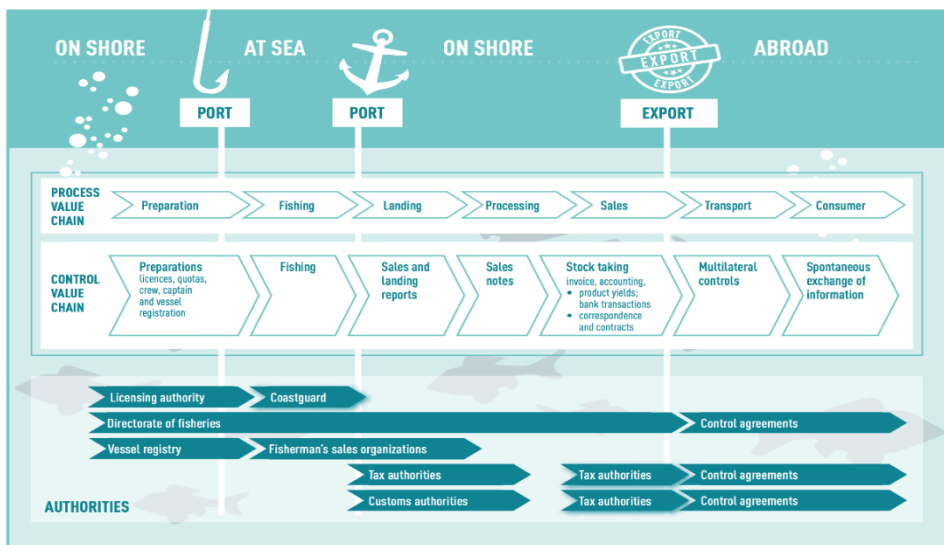 ON SHORE
AT SEA
ON SHORE
ABROAD
EXPORT
EXPORT
EXPORT
PORT
PORT
EXPORT
PROCESS
VALUE
CHAIN
Preparation
Fishing
Landing
Processing
Sales
Transport
Consumer
CONTROL
VALUE
CHAIN
Preparations
licences, quotas,
crew, captain
and vessel
registration
Fishing
Sales and
landing
reports
Sales
notes
Stock taking
invoice, accounting,
• product yields;
bank transactions
• correspondence
and contracts
Multilateral
controls
Spontaneous
exchange of
information
Licensing authority
Coastguard
Directorate of fisheries
Control agreements
Vessel registry
Fisherman's sales organizations
Tax authorities
Tax authorities
Control agreements
Customs authorities
Tax authorities
Control agreements
AUTHORITIES